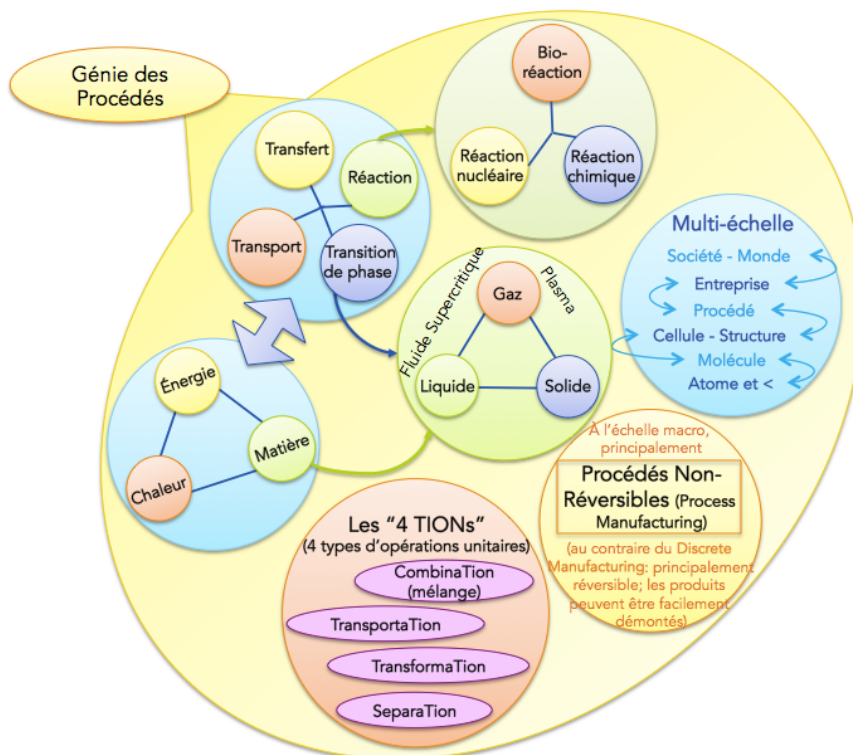 Génie des
Procédés
Transfert
Réaction
Transport
Transition
de phase
Bio-
réaction
Réaction
nucléaire
Réaction
chimique
Multi-échelle
Société - Monde
Entreprise
Procédé
Cellule - Structure
Molécule
Atome et <
Fluide Supercritique
Plasma
Gaz
Liquide
Solide
Énergie
Matière
Chaleur
À l'échelle macro,
principalement
Procédés Non-
Réversibles (Process
Manufacturing)
(au contraire du Discrete
Manufacturing: principalement
réversible; les produits
peuvent être facilement
démontés)
Les "4 TIONs"
(4 types d'opérations unitaires)
CombinaTion
(mélange)
TransportaTion
TransformaTion
SeparaTion